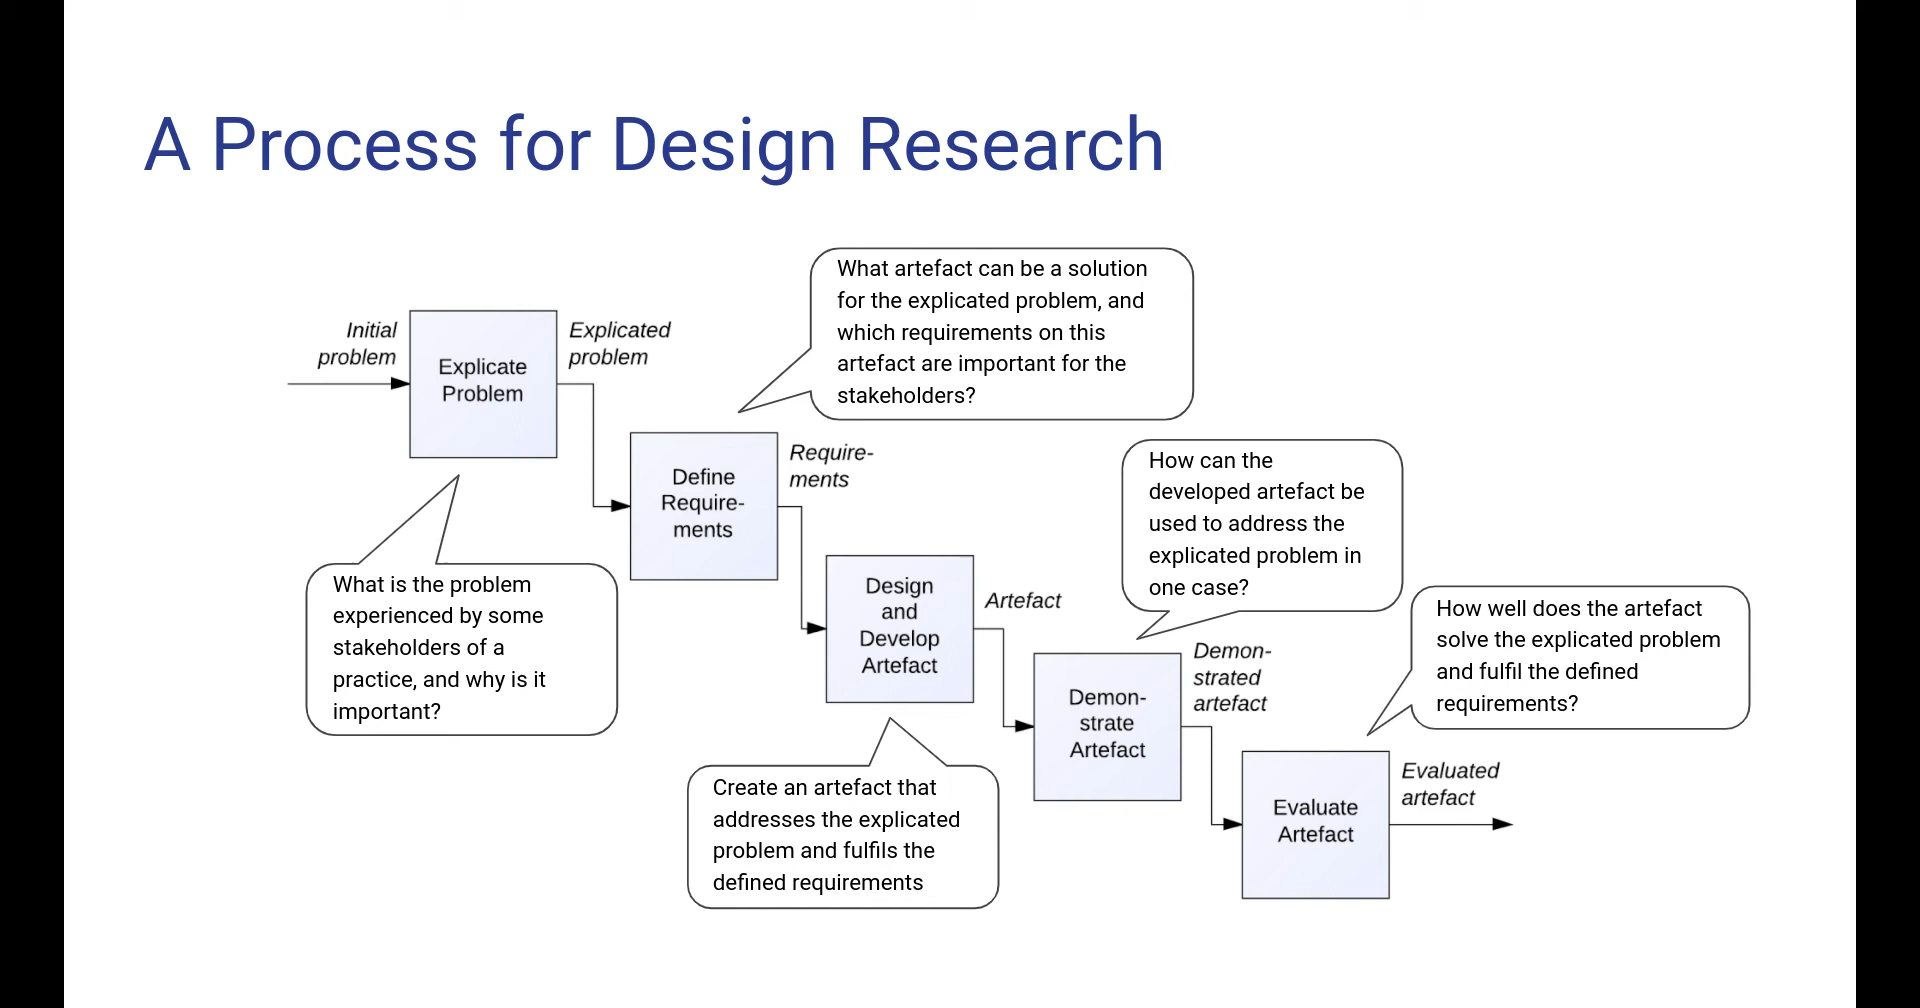 A Process for Design Research
What artefact can be a solution
for the explicated problem, and
which requirements on this
artefact are important for the
stakeholders?
Initial
problem
Explicate
Problem
Explicated
problem
Define
Require-
ments
Require-
ments
How can the
developed artefact be
used to address the
explicated problem in
one case?
What is the problem
experienced by some
stakeholders of a
practice, and why is it
important?
Design
and
Develop
Artefact
Artefact
How well does the artefact
solve the explicated problem
and fulfil the defined
requirements?
Demon-
strate
Artefact
Demon-
strated
artefact
Create an artefact that
addresses the explicated
problem and fulfils the
defined requirements
Evaluate
Artefact
Evaluated
artefact